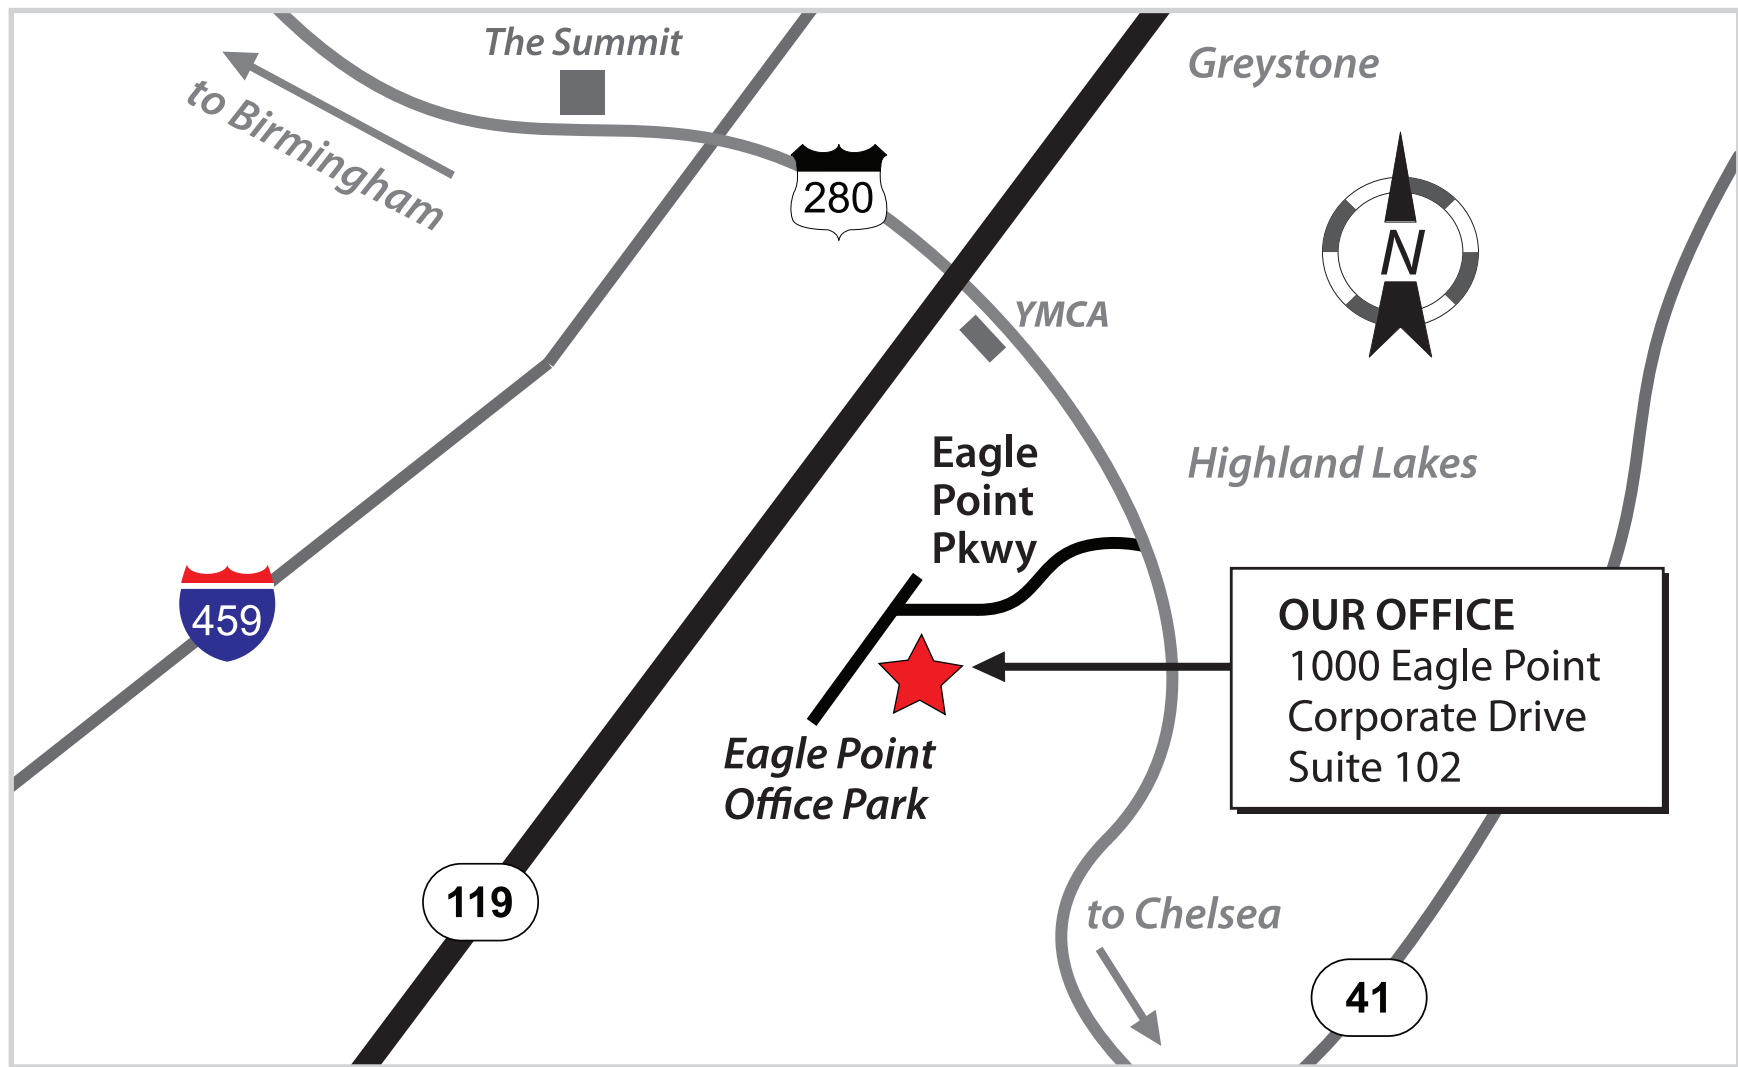 The Summit
Greystone
to Birmingham
280
N
YMCA
Eagle
Point
Pkwy
Highland Lakes
459
OUR OFFICE
1000 Eagle Point
Corporate Drive
Suite 102
Eagle Point
Office Park
119
to Chelsea
41